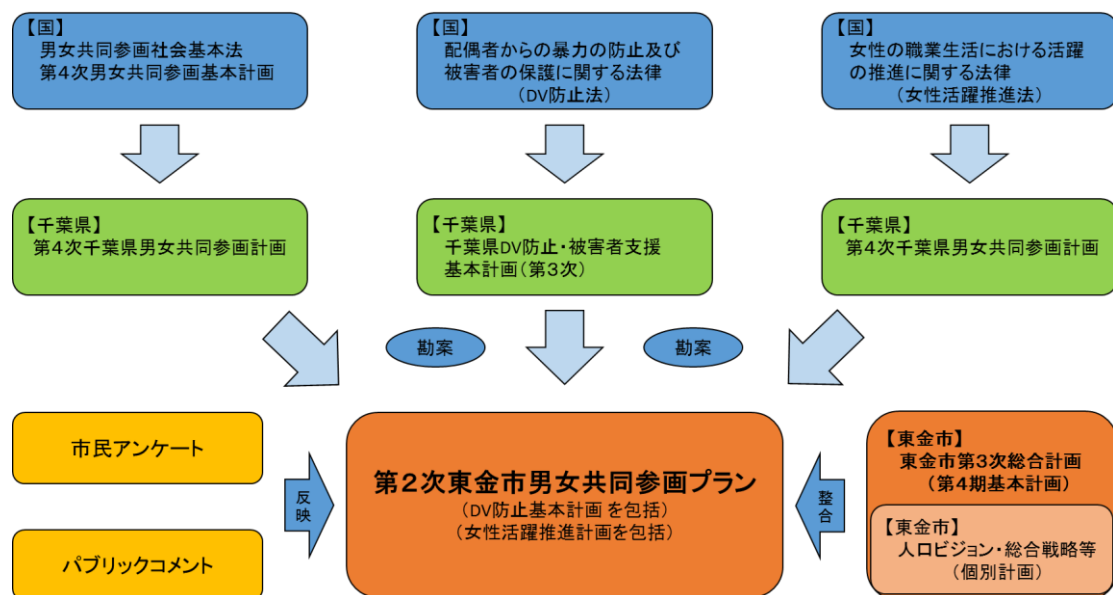 【国】
男女共同参画社会基本法
第4次男女共同参画基本計画
【国】
配偶者からの暴力の防止及び
被害者の保護に関する法律
（DV防止法）
【国】
女性の職業生活における活躍
の推進に関する法律
（女性活躍推進法）
【千葉県】
第4次千葉県男女共同参画計画
【千葉県】
千葉県DV防止・被害者支援
基本計画（第3次）
【千葉県】
第4次千葉県男女共同参画計画
勘案
勘案
市民アンケート
パブリックコメント
反映
第2次東金市男女共同参画プラン
（DV防止基本計画 を包括）
（女性活躍推進計画を包括）
整合
【東金市】
東金市第3次総合計画
（第4期基本計画）
【東金市】
人口ビジョン・総合戦略等
（個別計画）